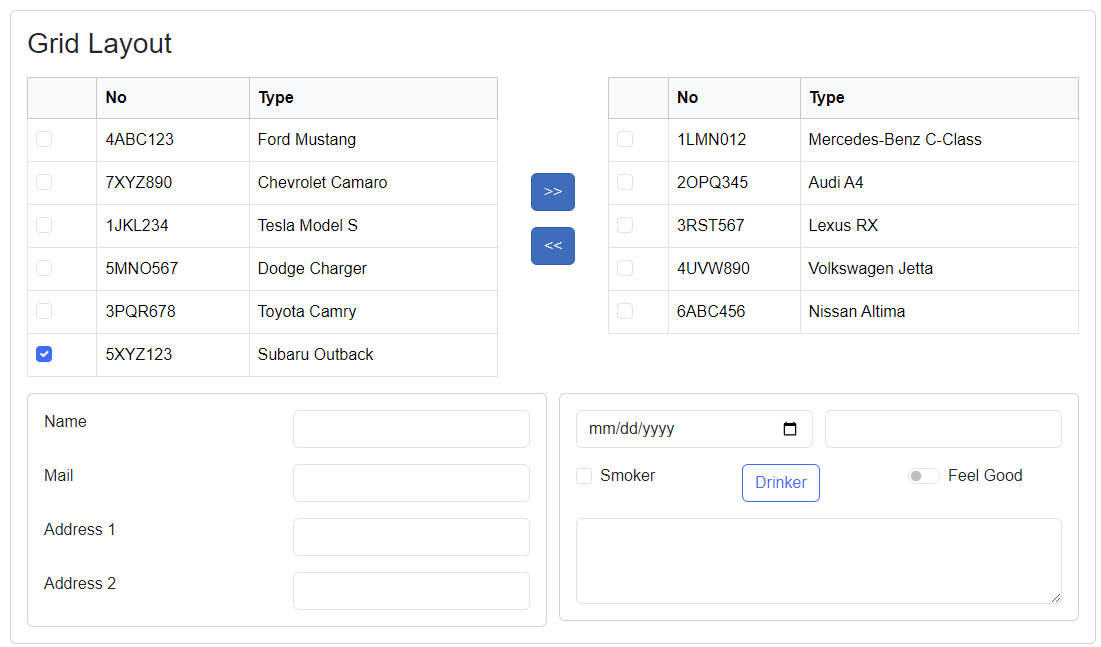 Grid Layout
No Type
4ABC123 Ford Mustang
7XYZ890 Chevrolet Camaro
1JKL234 Tesla Model S
5MNO567 Dodge Charger
3PQR678 Toyota Camry
5XYZ123 Subaru Outback
>>
<<
No Type
1LMN012 Mercedes-Benz C-Class
2OPQ345 Audi A4
3RST567 Lexus RX
4UVW890 Volkswagen Jetta
6ABC456 Nissan Altima
Name
Mail
Address 1
Address 2
mm/dd/yyyy
Smoker Drinker Feel Good